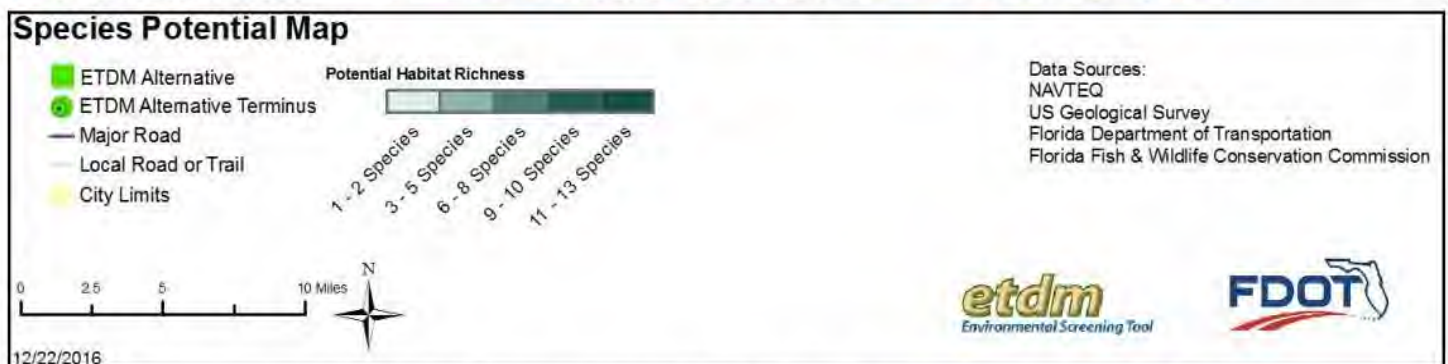 Species Potential Map
ETDM Alternative
ETDM Alternative Terminus
Major Road
Local Road or Trail
City Limits
Potential Habitat Richness
1 - 2 Species
3 - 5 Species
6 - 8 Species
9 - 10 Species
11 - 13 Species
Data Sources:
NAVTEQ
US Geological Survey
Florida Department of Transportation
Florida Fish & Wildlife Conservation Commission
0 2.5 5 10 Miles
N
etdm
Environmental Screening Tool
FDOT
12/22/2016